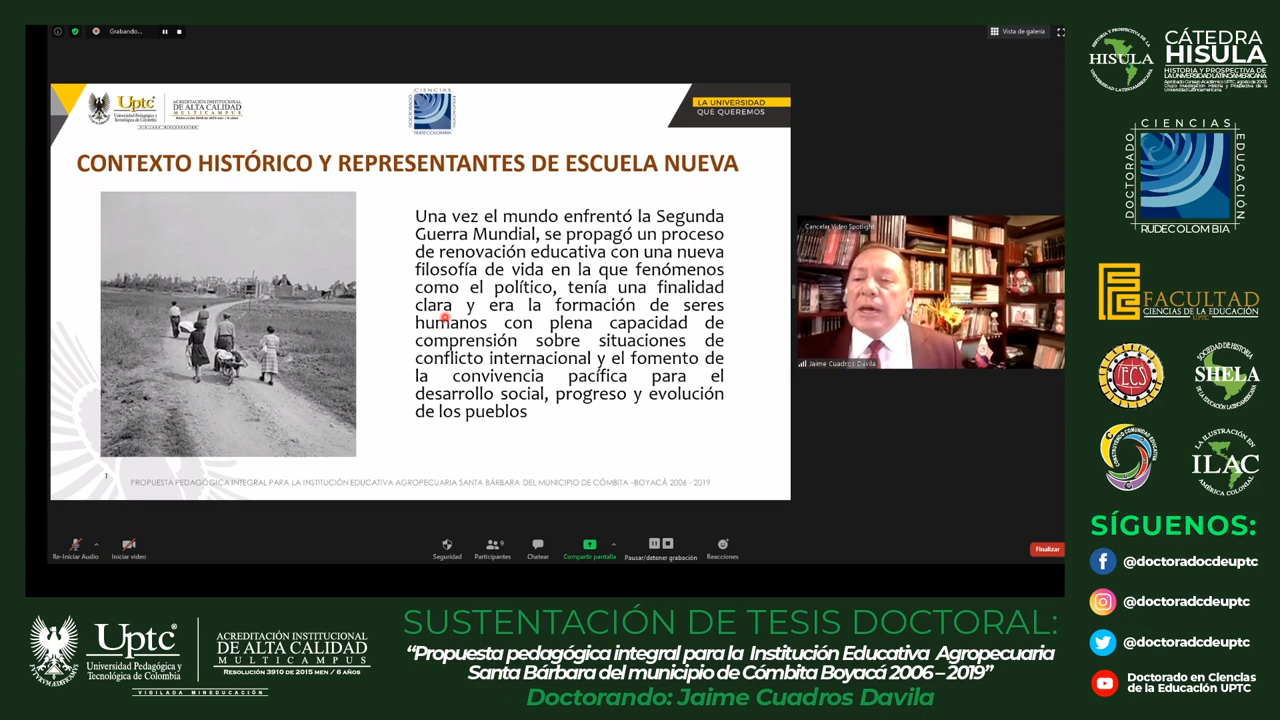 Grabando...
Vista de galería
Uptc
Universidad Pedagógica y
Tecnológica de Colombia
ACREDITACIÓN INSTITUCIONAL
DE ALTA CALIDAD
MULTICAMPUS
VIGILADA MINEDUCACIÓN
CIENCIAS
DOCTORADO
EDUCACIÓN
RUDECOLOMBIA
LA UNIVERSIDAD
QUE QUEREMOS
CONTEXTO HISTÓRICO Y REPRESENTANTES DE ESCUELA NUEVA
Una vez el mundo enfrentó la Segunda
Guerra Mundial, se propagó un proceso
de renovación educativa con una nueva
filosofía de vida en la que fenómenos
como el político, tenía una finalidad
clara y era la formación de seres
humanos con plena capacidad de
comprensión sobre situaciones de
conflicto internacional y el fomento de
la convivencia pacífica para el
desarrollo social, progreso y evolución
de los pueblos
1
PROPUESTA PEDAGÓGICA INTEGRAL PARA LA INSTITUCIÓN EDUCATIVA AGROPECUARIA SANTA BÁRBARA DEL MUNICIPIO DE CÓMBITA –BOYACÁ 2006 - 2019
Cancelar Video Spotlight
Jaime Cuadros Davila
Re-Iniciar Audio
Iniciar video
Seguridad
Participantes
9
Chatear
Compartir pantalla
Pausar/detener grabación
Reacciones
Finalizar
HISULA
CÁTEDRA
HISULA
HISTORIA Y PROSPECTIVA DE
LA UNIVERSIDAD LATINOAMERICANA
CIENCIAS
DOCTORADO
EDUCACIÓN
RUDECOLOMBIA
FACULTAD
CIENCIAS DE LA EDUCACIÓN
UPTC
SOCIEDAD DE HISTORIA
SHELA
DE LA EDUCACIÓN LATINOAMERICANA
CONSTRUYENDO COMUNIDAD EDUCATIVA
LA ILUSTRACIÓN EN
ILAC
AMÉRICA COLONIAL
SÍGUENOS:
@doctoradocdeuptc
@doctoradcdeuptc
@doctoradcdeuptc
Doctorado en Ciencias
de la Educación UPTC
Uptc
Universidad Pedagógica y
Tecnológica de Colombia
ACREDITACIÓN INSTITUCIONAL
DE ALTA CALIDAD
MULTICAMPUS
RESOLUCIÓN 3910 DE 2015 MEN / 6 AÑOS
VIGILADA MINEDUCACIÓN
SUSTENTACIÓN DE TESIS DOCTORAL:
“Propuesta pedagógica integral para la Institución Educativa Agropecuaria
Santa Bárbara del municipio de Cómbita Boyacá 2006 – 2019”
Doctorando: Jaime Cuadros Davila